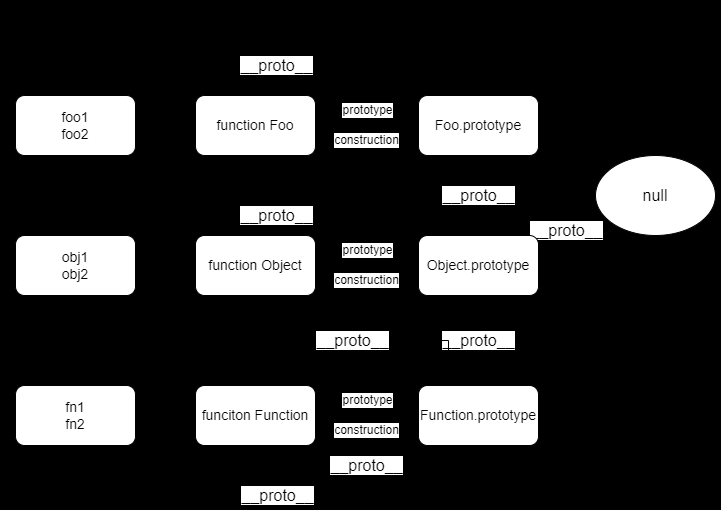 __proto__
foo1
foo2
function Foo
prototype
construction
Foo.prototype
__proto__
null
__proto__
__proto__
obj1
obj2
function Object
prototype
construction
Object.prototype
__proto__
__proto__
fn1
fn2
funciton Function
prototype
construction
Function.prototype
__proto__
__proto__